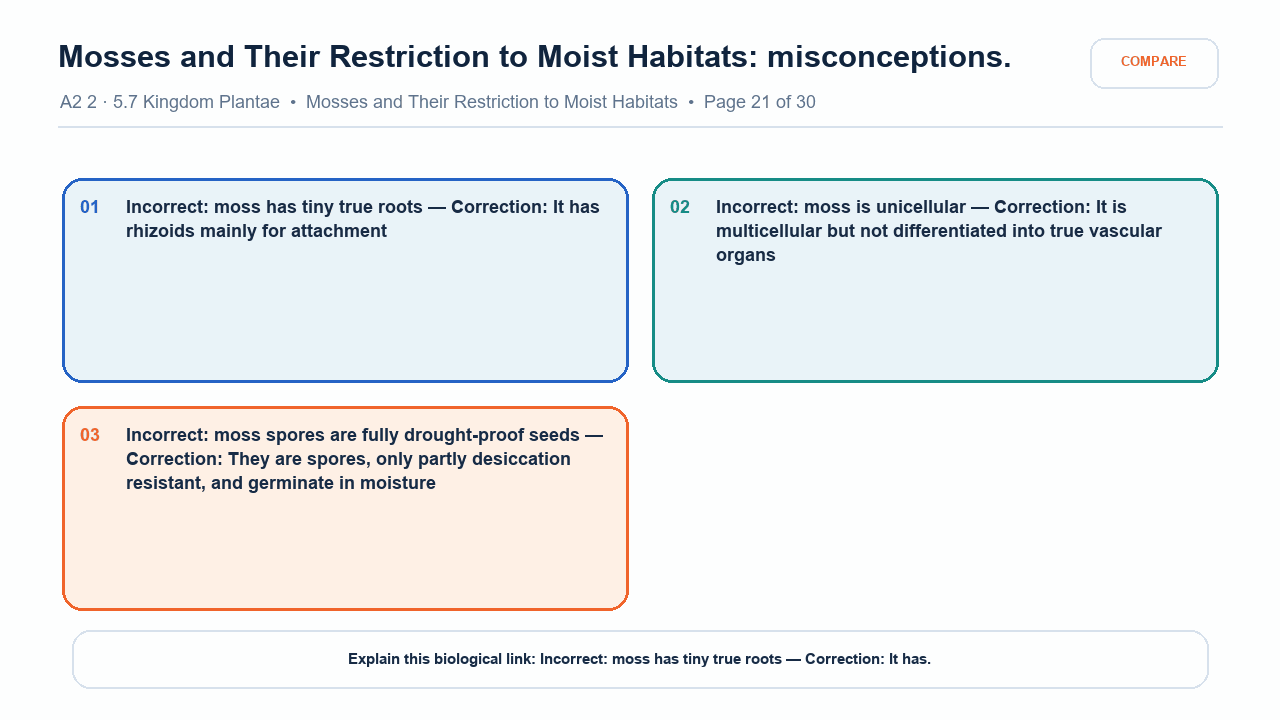 Mosses and Their Restriction to Moist Habitats: misconceptions.
COMPARE
A2 2 · 5.7 Kingdom Plantae • Mosses and Their Restriction to Moist Habitats • Page 21 of 30
01
Incorrect: moss has tiny true roots — Correction: It has
rhizoids mainly for attachment
02
Incorrect: moss is unicellular — Correction: It is
multicellular but not differentiated into true vascular
organs
03
Incorrect: moss spores are fully drought-proof seeds —
Correction: They are spores, only partly desiccation
resistant, and germinate in moisture
Explain this biological link: Incorrect: moss has tiny true roots — Correction: It has.